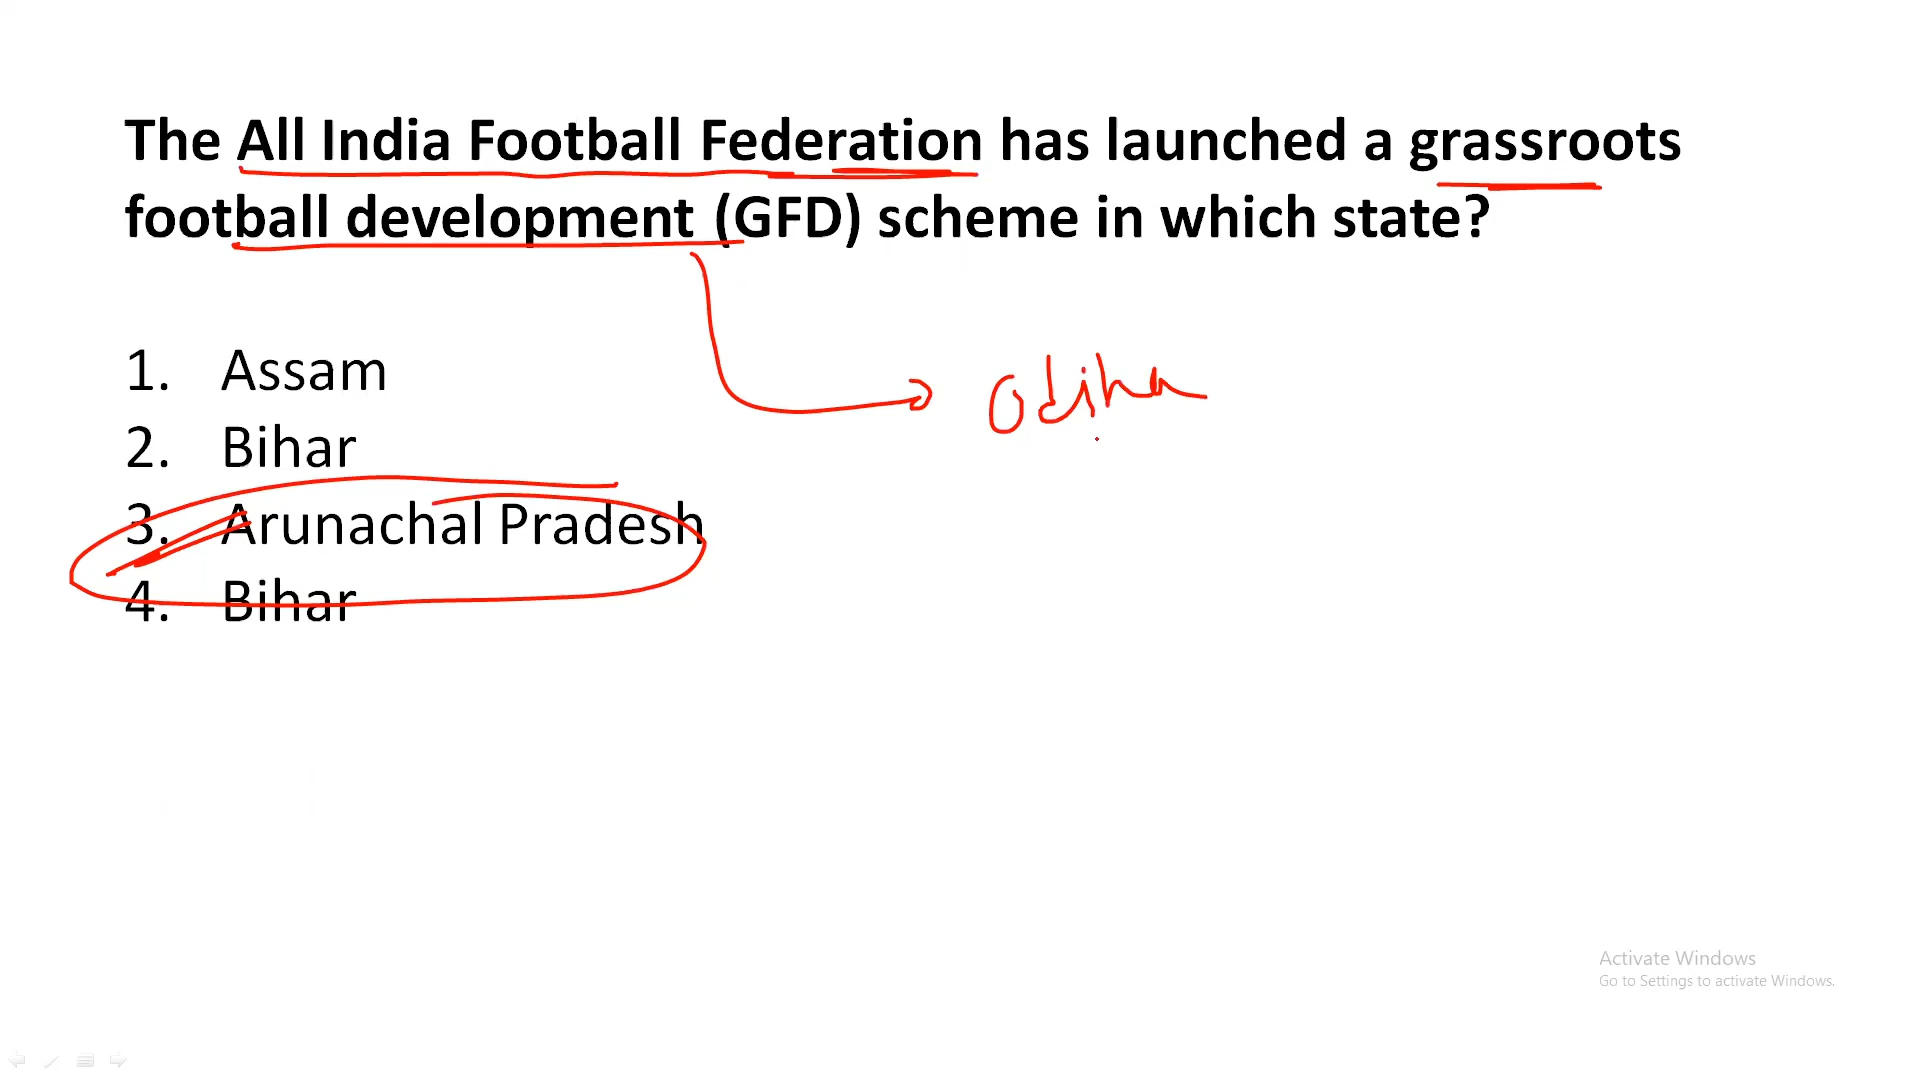 The All India Football Federation has launched a grassroots
football development (GFD) scheme in which state?
1. Assam
Odiha
2. Bihar
3. Arunachal Pradesh
4. Bihar
Activate Windows
Go to Settings to activate Windows.